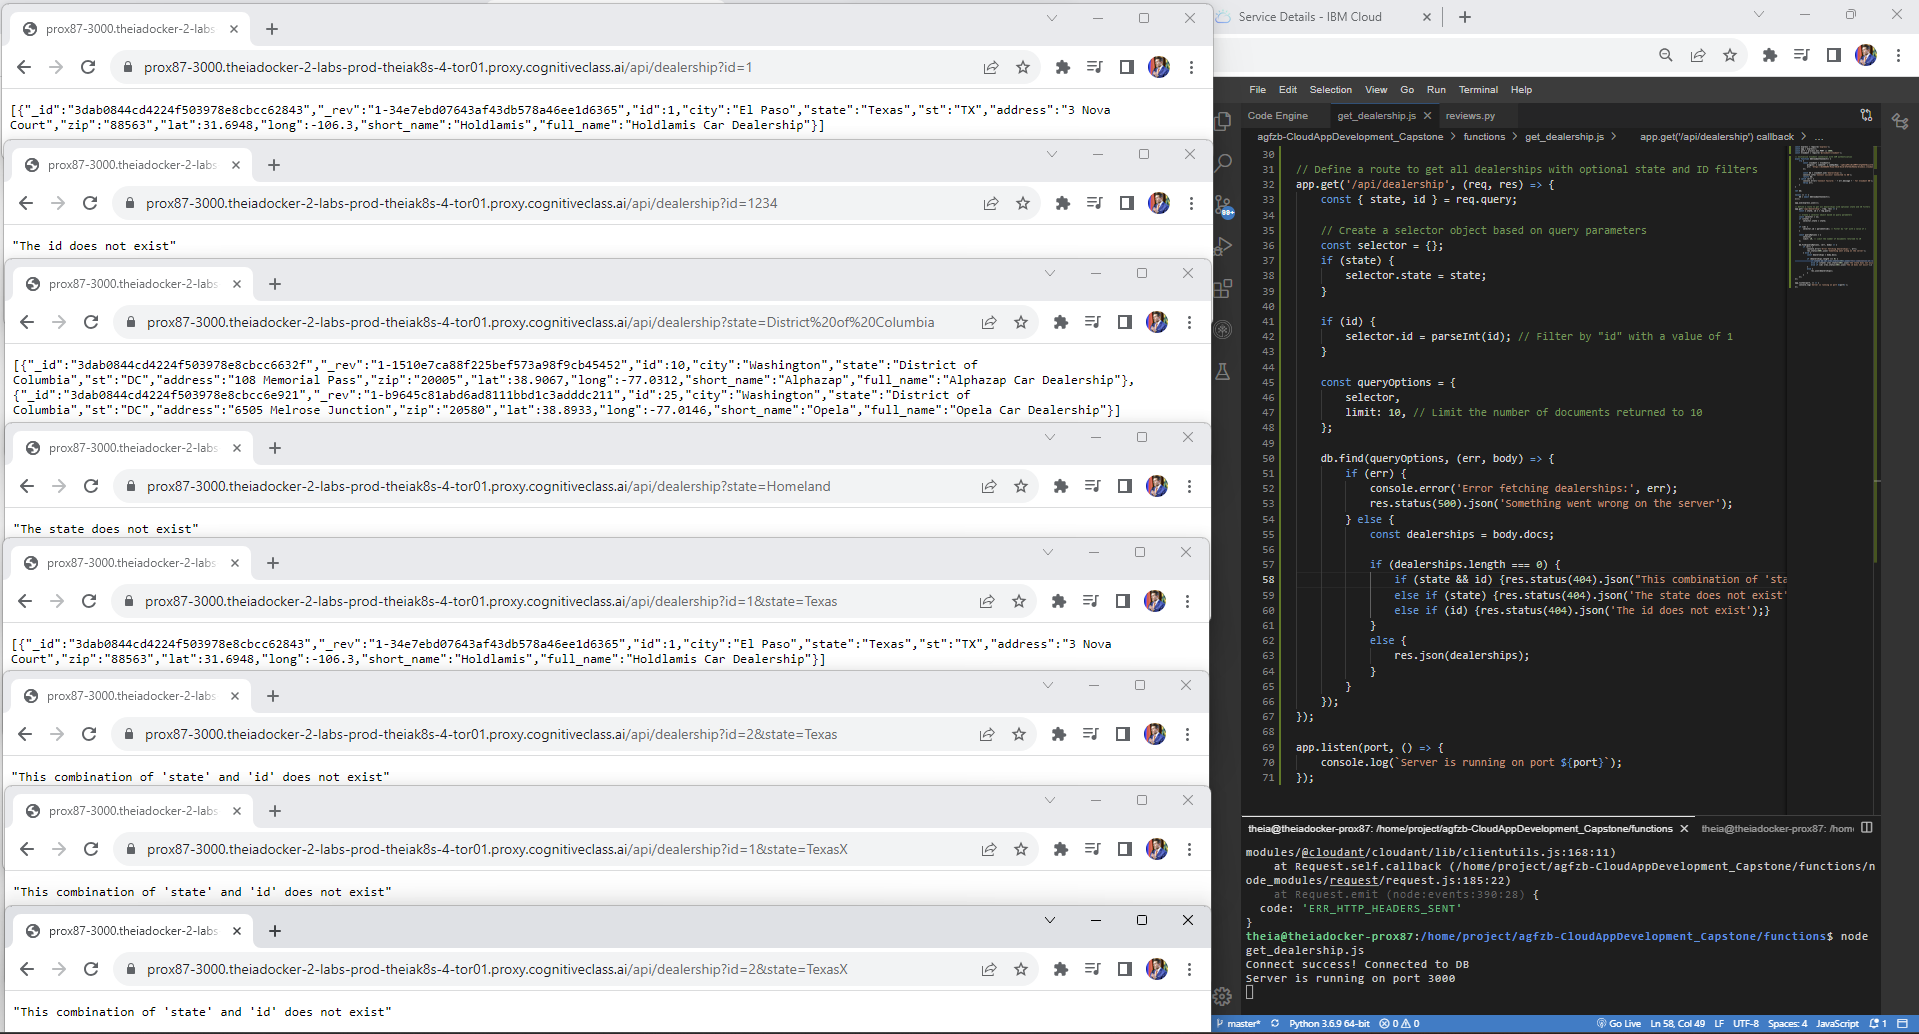 prox87-3000.theiadocker-2-labs
prox87-3000.theiadocker-2-labs-prod-theiak8s-4-tor01.proxy.cognitiveclass.ai/api/dealership?id=1
[{"_id":"3dab0844cd4224f503978e8cbcc62843","_rev":"1-34e7ebd07643af43db578a46ee1d6365","id":1,"city":"El Paso","state":"Texas","st":"TX","address":"3 Nova
Court","zip":"88563","lat":31.6948,"long":-106.3,"short_name":"Holdlamis","full_name":"Holdlamis Car Dealership"}]
prox87-3000.theiadocker-2-labs
prox87-3000.theiadocker-2-labs-prod-theiak8s-4-tor01.proxy.cognitiveclass.ai/api/dealership?id=1234
"The id does not exist"
prox87-3000.theiadocker-2-labs
prox87-3000.theiadocker-2-labs-prod-theiak8s-4-tor01.proxy.cognitiveclass.ai/api/dealership?state=District%20of%20Columbia
[{"_id":"3dab0844cd4224f503978e8cbcc6632f","_rev":"1-1510e7ca88f225bef573a98f9cb45452","id":10,"city":"Washington","state":"District of
Columbia","st":"DC","address":"108 Memorial Pass","zip":"20005","lat":38.9067,"long":-77.0312,"short_name":"Alphazap","full_name":"Alphazap Car Dealership"},
{"_id":"3dab0844cd4224f503978e8cbcc6e921","_rev":"1-b9645c81abd6ad8111bbd1c3adddc211","id":25,"city":"Washington","state":"District of
Columbia","st":"DC","address":"6505 Melrose Junction","zip":"20580","lat":38.8933,"long":-77.0146,"short_name":"Opela","full_name":"Opela Car Dealership"}]
prox87-3000.theiadocker-2-labs
prox87-3000.theiadocker-2-labs-prod-theiak8s-4-tor01.proxy.cognitiveclass.ai/api/dealership?state=Homeland
"The state does not exist"
prox87-3000.theiadocker-2-labs
prox87-3000.theiadocker-2-labs-prod-theiak8s-4-tor01.proxy.cognitiveclass.ai/api/dealership?id=1&state=Texas
[{"_id":"3dab0844cd4224f503978e8cbcc62843","_rev":"1-34e7ebd07643af43db578a46ee1d6365","id":1,"city":"El Paso","state":"Texas","st":"TX","address":"3 Nova
Court","zip":"88563","lat":31.6948,"long":-106.3,"short_name":"Holdlamis","full_name":"Holdlamis Car Dealership"}]
prox87-3000.theiadocker-2-labs
prox87-3000.theiadocker-2-labs-prod-theiak8s-4-tor01.proxy.cognitiveclass.ai/api/dealership?id=2&state=Texas
"This combination of 'state' and 'id' does not exist"
prox87-3000.theiadocker-2-labs
prox87-3000.theiadocker-2-labs-prod-theiak8s-4-tor01.proxy.cognitiveclass.ai/api/dealership?id=1&state=TexasX
"This combination of 'state' and 'id' does not exist"
prox87-3000.theiadocker-2-labs
prox87-3000.theiadocker-2-labs-prod-theiak8s-4-tor01.proxy.cognitiveclass.ai/api/dealership?id=2&state=TexasX
"This combination of 'state' and 'id' does not exist"
Service Details - IBM Cloud
File Edit Selection View Go Run Terminal Help
Code Engine get_dealership.js reviews.py
agfzb-CloudAppDevelopment_Capstone > functions > get_dealership.js > app.get('/api/dealership') callback > ...
99+
30
31 // Define a route to get all dealerships with optional state and ID filters
32 app.get('/api/dealership', (req, res) => {
33 const { state, id } = req.query;
34
35 // Create a selector object based on query parameters
36 const selector = {};
37 if (state) {
38 selector.state = state;
39 }
40
41 if (id) {
42 selector.id = parseInt(id); // Filter by "id" with a value of 1
43 }
44
45 const queryOptions = {
46 selector,
47 limit: 10, // Limit the number of documents returned to 10
48 };
49
50 db.find(queryOptions, (err, body) => {
51 if (err) {
52 console.error('Error fetching dealerships:', err);
53 res.status(500).json('Something went wrong on the server');
54 } else {
55 const dealerships = body.docs;
56
57 if (dealerships.length === 0) {
58 if (state && id) {res.status(404).json("This combination of 'sta
59 else if (state) {res.status(404).json('The state does not exist'
60 else if (id) {res.status(404).json('The id does not exist');}
61 }
62 else {
63 res.json(dealerships);
64 }
65 }
66 });
67 });
68
69 app.listen(port, () => {
70 console.log(`Server is running on port ${port}`);
71 });
theia@theiadocker-prox87: /home/project/agfzb-CloudAppDevelopment_Capstone/functions theia@theiadocker-prox87: /hom
modules/@cloudant/cloudant/lib/clientutils.js:168:11)
at Request.self.callback (/home/project/agfzb-CloudAppDevelopment_Capstone/functions/n
ode_modules/request/request.js:185:22)
at Request.emit (node:events:390:28) {
code: 'ERR_HTTP_HEADERS_SENT'
}
theia@theiadocker-prox87:/home/project/agfzb-CloudAppDevelopment_Capstone/functions$ node
get_dealership.js
Connect success! Connected to DB
Server is running on port 3000
master* Python 3.6.9 64-bit 0 0 Go Live Ln 58, Col 49 LF UTF-8 Spaces: 4 JavaScript 1